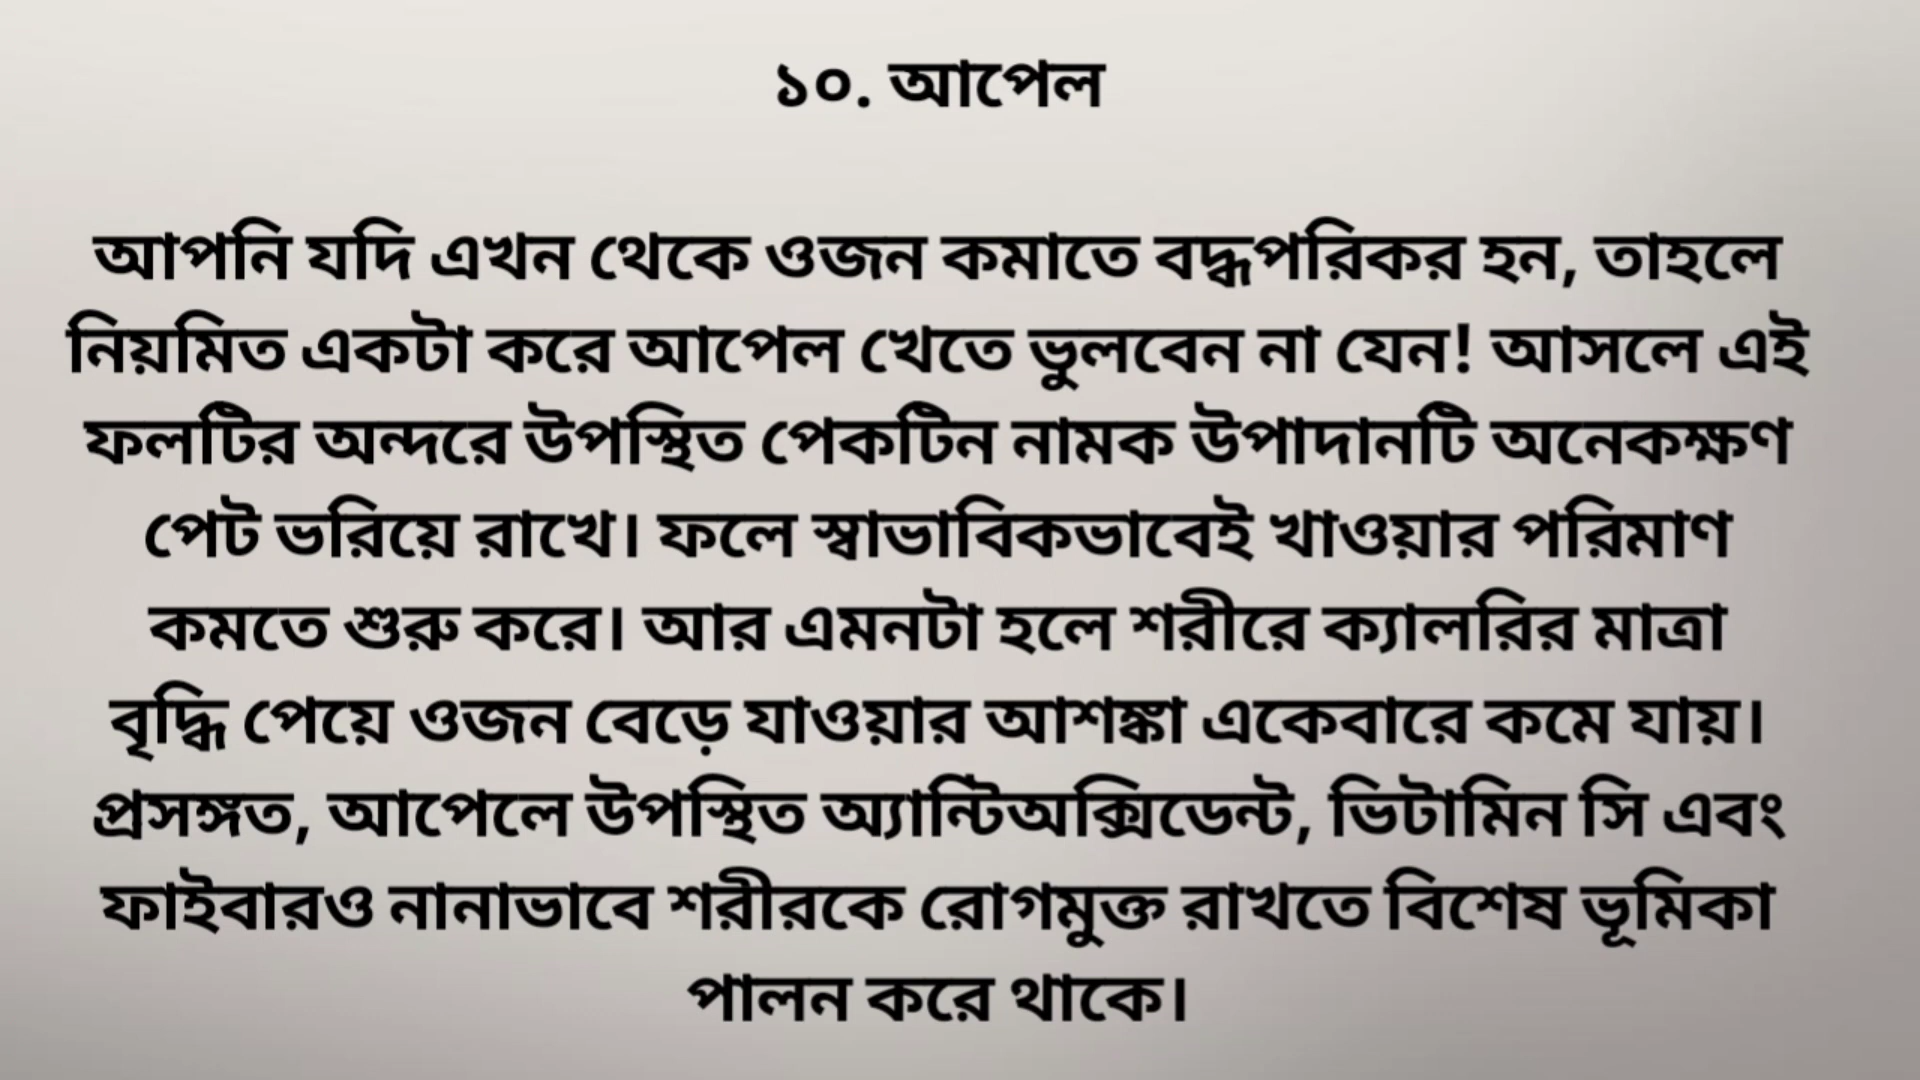 ১০. আপেল
আপনি যদি এখন থেকে ওজন কমাতে বদ্ধপরিকর হন, তাহলে
নিয়মিত একটা করে আপেল খেতে ভুলবেন না যেন! আসলে এই
ফলটির অন্দরে উপস্থিত পেকটিন নামক উপাদানটি অনেকক্ষণ
পেট ভরিয়ে রাখে। ফলে স্বাভাবিকভাবেই খাওয়ার পরিমাণ
কমতে শুরু করে। আর এমনটা হলে শরীরে ক্যালরির মাত্রা
বৃদ্ধি পেয়ে ওজন বেড়ে যাওয়ার আশঙ্কা একেবারে কমে যায়।
প্রসঙ্গত, আপেলে উপস্থিত অ্যান্টিঅক্সিডেন্ট, ভিটামিন সি এবং
ফাইবারও নানাভাবে শরীরকে রোগমুক্ত রাখতে বিশেষ ভূমিকা
পালন করে থাকে।